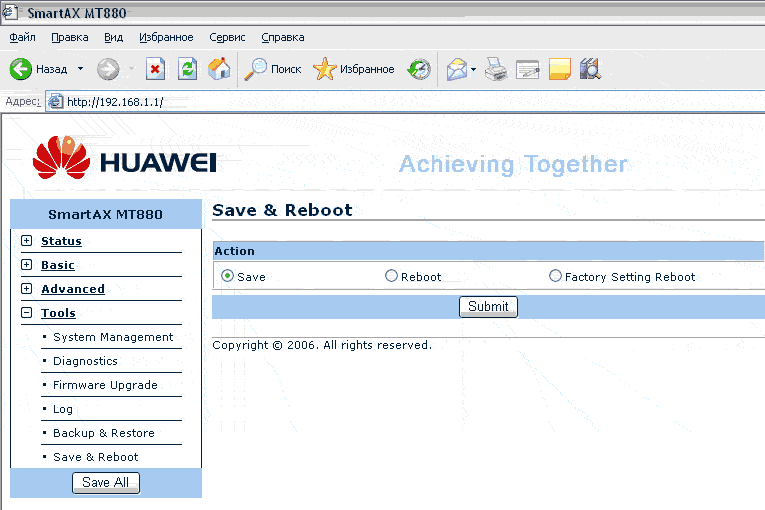 SmartAX MT880
Файл Правка Вид Избранное Сервис Справка
Назад Поиск Избранное
Адрес: http://192.168.1.1/
HUAWEI Achieving Together
SmartAX MT880
Status
Basic
Advanced
Tools
System Management
Diagnostics
Firmware Upgrade
Log
Backup & Restore
Save & Reboot
Save All
Save & Reboot
Action
Save Reboot Factory Setting Reboot
Submit
Copyright © 2006. All rights reserved.